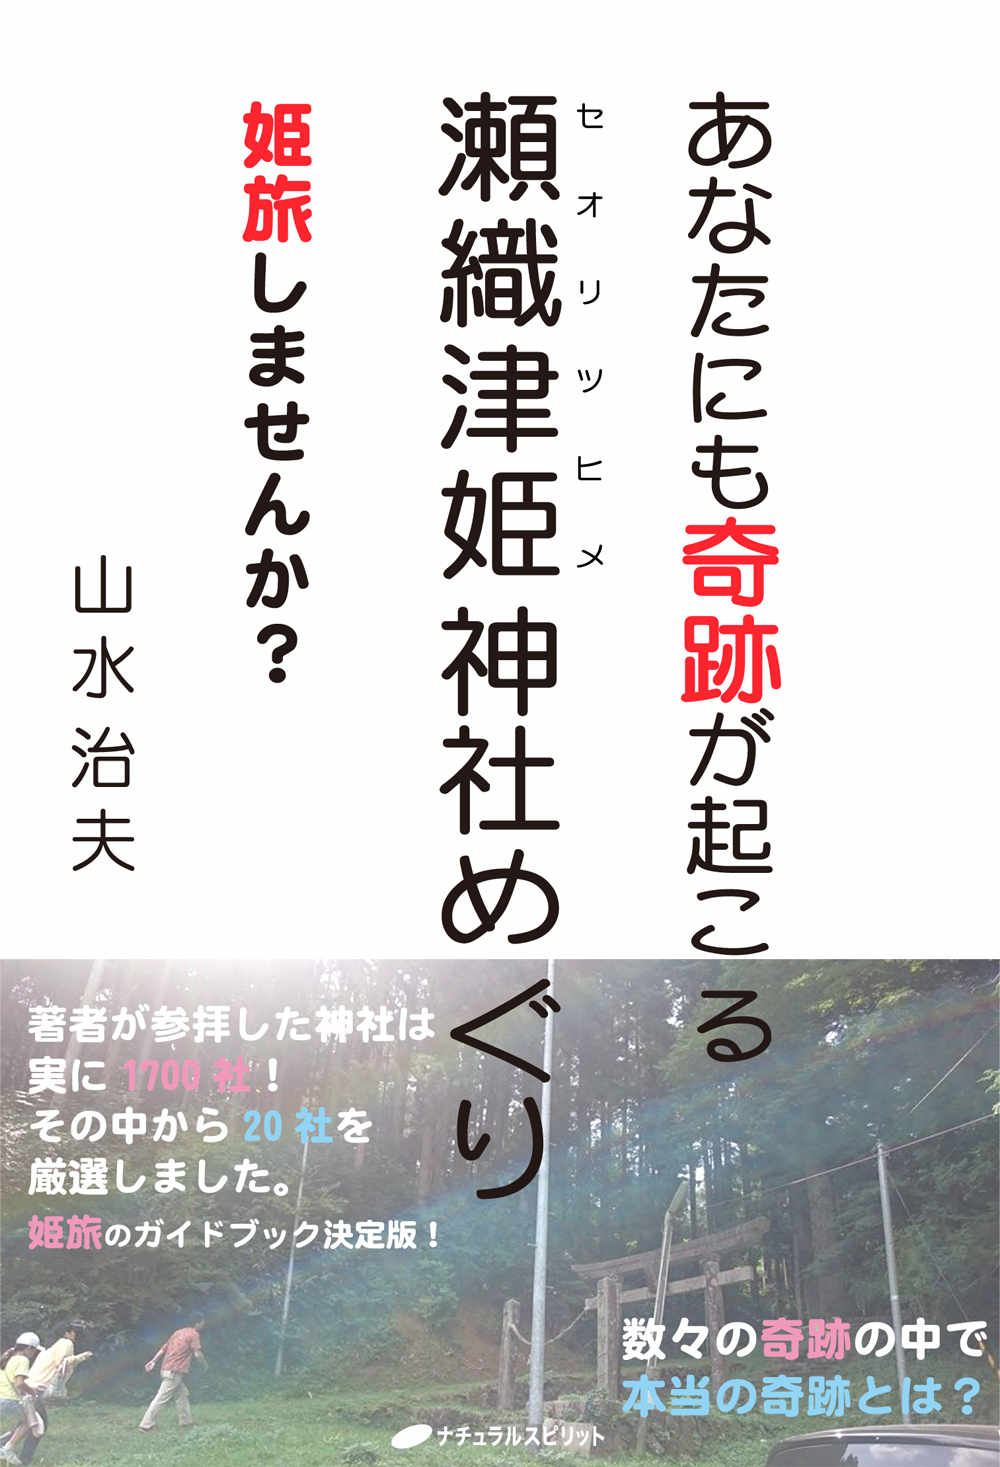 あなたにも奇跡が起こる
セオリツヒメ
瀬織津姫神社めぐり
姫旅しませんか？
山水治夫
著者が参拝した神社は
実に1700社！
その中から20社を
厳選しました。
姫旅のガイドブック決定版！
数々の奇跡の中で
本当の奇跡とは？
ナチュラルスピリット